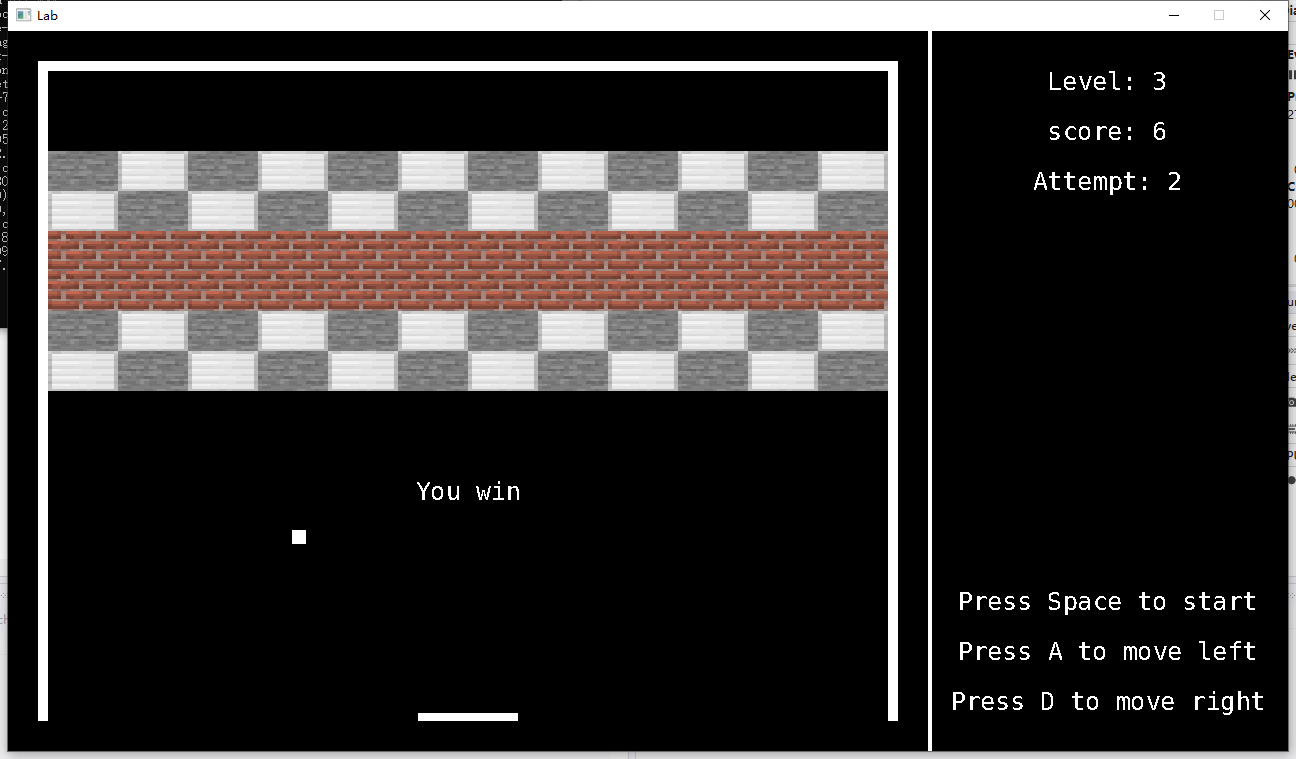 Lab
Level: 3
score: 6
Attempt: 2
You win
Press Space to start
Press A to move left
Press D to move right